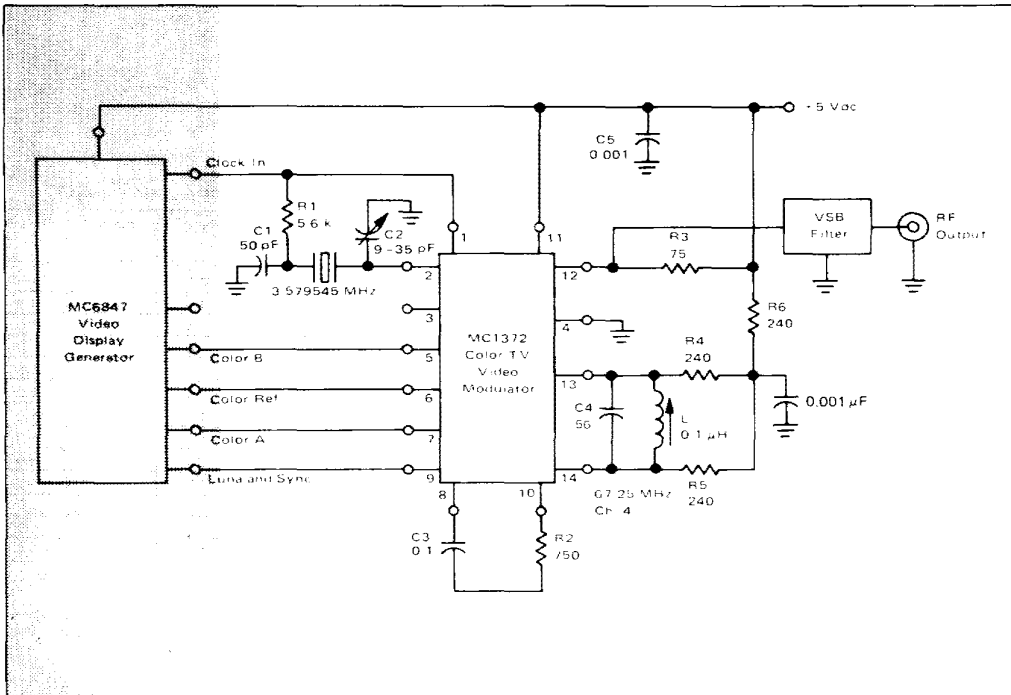 +5 Vdc
C5
0.001
Clock In
R1
5.6 k
C1
50 pF
C2
9-35 pF
1
11
VSB
Filter
RF
Output
R3
75
2
12
3.579545 MHz
MC6847
Video
Display
Generator
3
MC1372
Color TV
Video
Modulator
4
R6
240
Color B
5
13
R4
240
Color Ref
6
C4
56
L
0.1 μH
0.001 μF
Color A
7
Luna and Sync
9
14
67.25 MHz
Ch. 4
R5
240
8
10
C3
0.1
R2
750